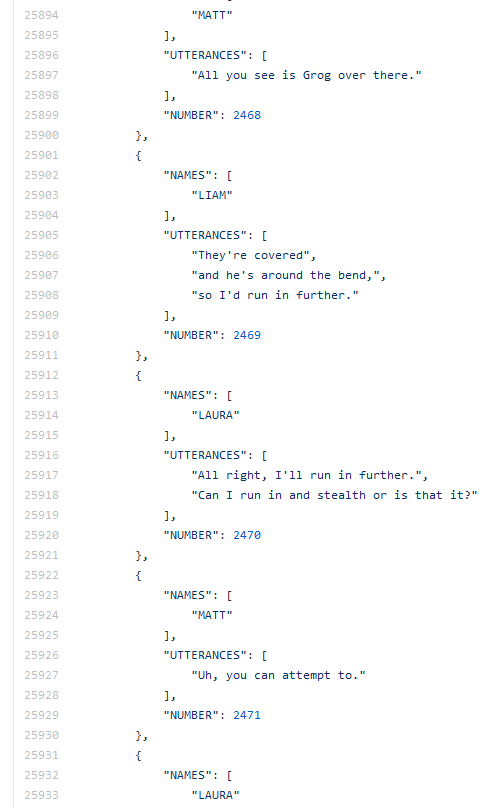 25894 "MATT"
25895 ],
25896 "UTTERANCES": [
25897 "All you see is Grog over there."
25898 ],
25899 "NUMBER": 2468
25900 },
25901 {
25902 "NAMES": [
25903 "LIAM"
25904 ],
25905 "UTTERANCES": [
25906 "They're covered",
25907 "and he's around the bend,",
25908 "so I'd run in further."
25909 ],
25910 "NUMBER": 2469
25911 },
25912 {
25913 "NAMES": [
25914 "LAURA"
25915 ],
25916 "UTTERANCES": [
25917 "All right, I'll run in further.",
25918 "Can I run in and stealth or is that it?"
25919 ],
25920 "NUMBER": 2470
25921 },
25922 {
25923 "NAMES": [
25924 "MATT"
25925 ],
25926 "UTTERANCES": [
25927 "Uh, you can attempt to."
25928 ],
25929 "NUMBER": 2471
25930 },
25931 {
25932 "NAMES": [
25933 "LAURA"